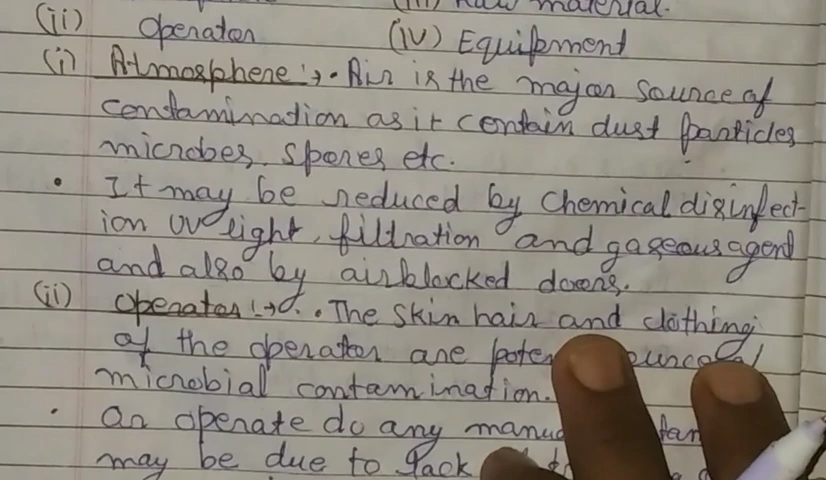 (iii) Raw material.
(ii) Operator (iv) Equipment
(i) Atmosphere :→ • Air is the major source of
contamination as it contain dust particles
microbes, spores etc.
• It may be reduced by chemical disinfect-
ion UV light, filtration and gaseous agent
and also by airblocked doors.
(ii) Operator :→ • The skin hair and clothing
of the operator are
microbial contamination.
• an operate do any
may be due to lack